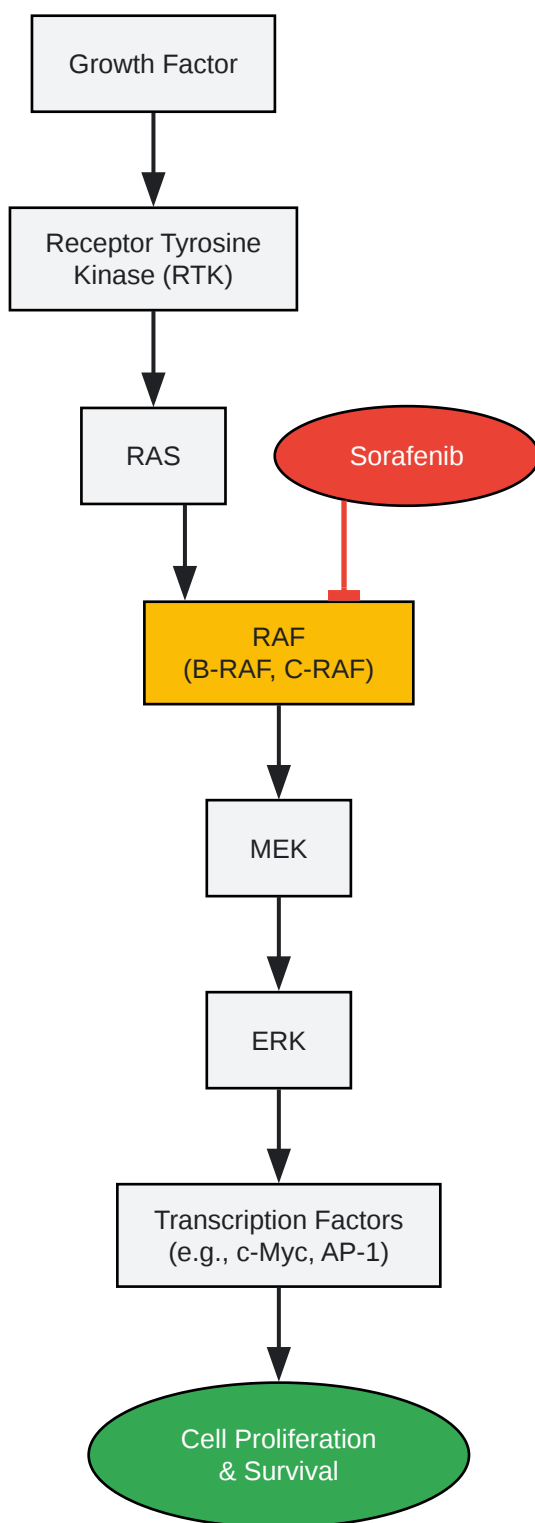 Growth Factor
Receptor Tyrosine
Kinase (RTK)
RAS
Sorafenib
RAF
(B-RAF, C-RAF)
MEK
ERK
Transcription Factors
(e.g., c-Myc, AP-1)
Cell Proliferation
& Survival